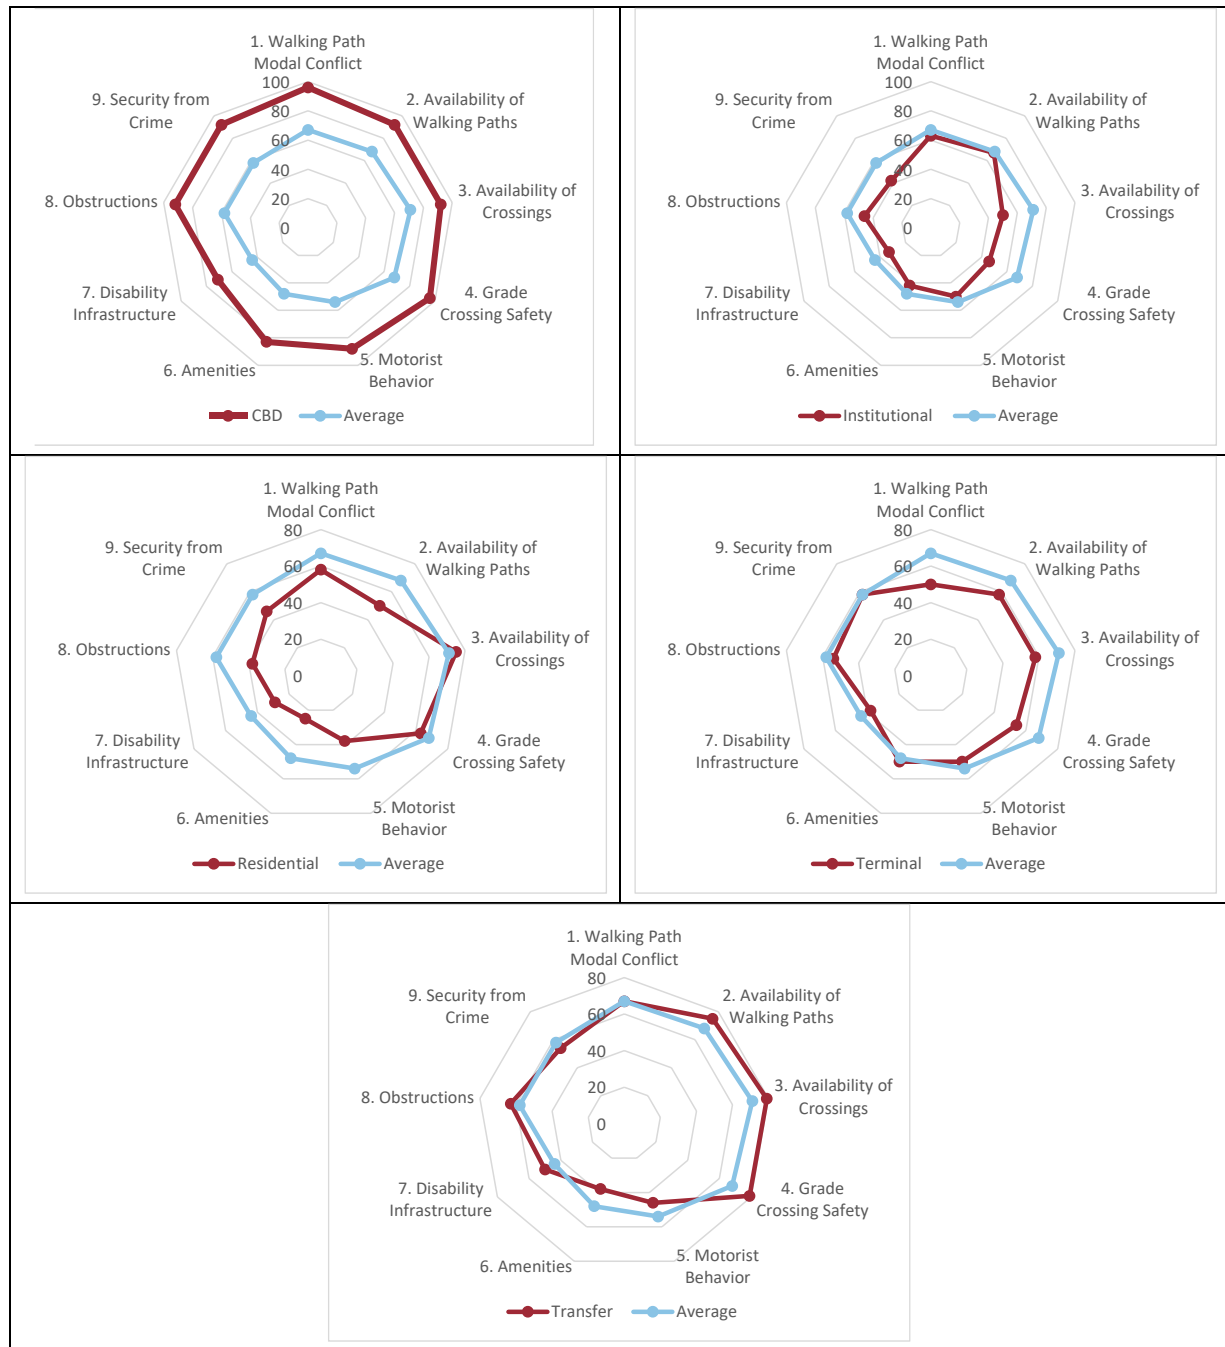 1. Walking Path
Modal Conflict
2. Availability of
Walking Paths
3. Availability of
Crossings
4. Grade
Crossing Safety
5. Motorist
Behavior
6. Amenities
7. Disability
Infrastructure
8. Obstructions
9. Security from
Crime
100
80
60
40
20
0
CBD
Average
1. Walking Path
Modal Conflict
2. Availability of
Walking Paths
3. Availability of
Crossings
4. Grade
Crossing Safety
5. Motorist
Behavior
6. Amenities
7. Disability
Infrastructure
8. Obstructions
9. Security from
Crime
100
80
60
40
20
0
Institutional
Average
1. Walking Path
Modal Conflict
2. Availability of
Walking Paths
3. Availability of
Crossings
4. Grade
Crossing Safety
5. Motorist
Behavior
6. Amenities
7. Disability
Infrastructure
8. Obstructions
9. Security from
Crime
80
60
40
20
0
Residential
Average
1. Walking Path
Modal Conflict
2. Availability of
Walking Paths
3. Availability of
Crossings
4. Grade
Crossing Safety
5. Motorist
Behavior
6. Amenities
7. Disability
Infrastructure
8. Obstructions
9. Security from
Crime
80
60
40
20
0
Terminal
Average
1. Walking Path
Modal Conflict
2. Availability of
Walking Paths
3. Availability of
Crossings
4. Grade
Crossing Safety
5. Motorist
Behavior
6. Amenities
7. Disability
Infrastructure
8. Obstructions
9. Security from
Crime
80
60
40
20
0
Transfer
Average